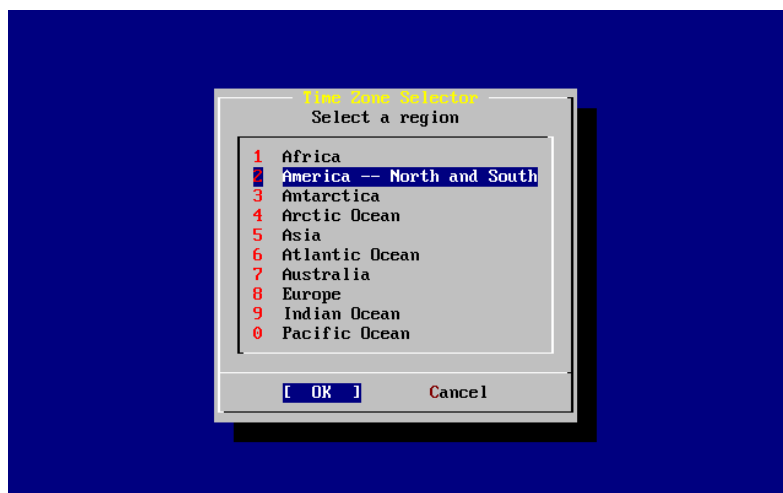 Time Zone Selector
Select a region
1 Africa
2 America -- North and South
3 Antarctica
4 Arctic Ocean
5 Asia
6 Atlantic Ocean
7 Australia
8 Europe
9 Indian Ocean
0 Pacific Ocean
[ OK ] Cancel